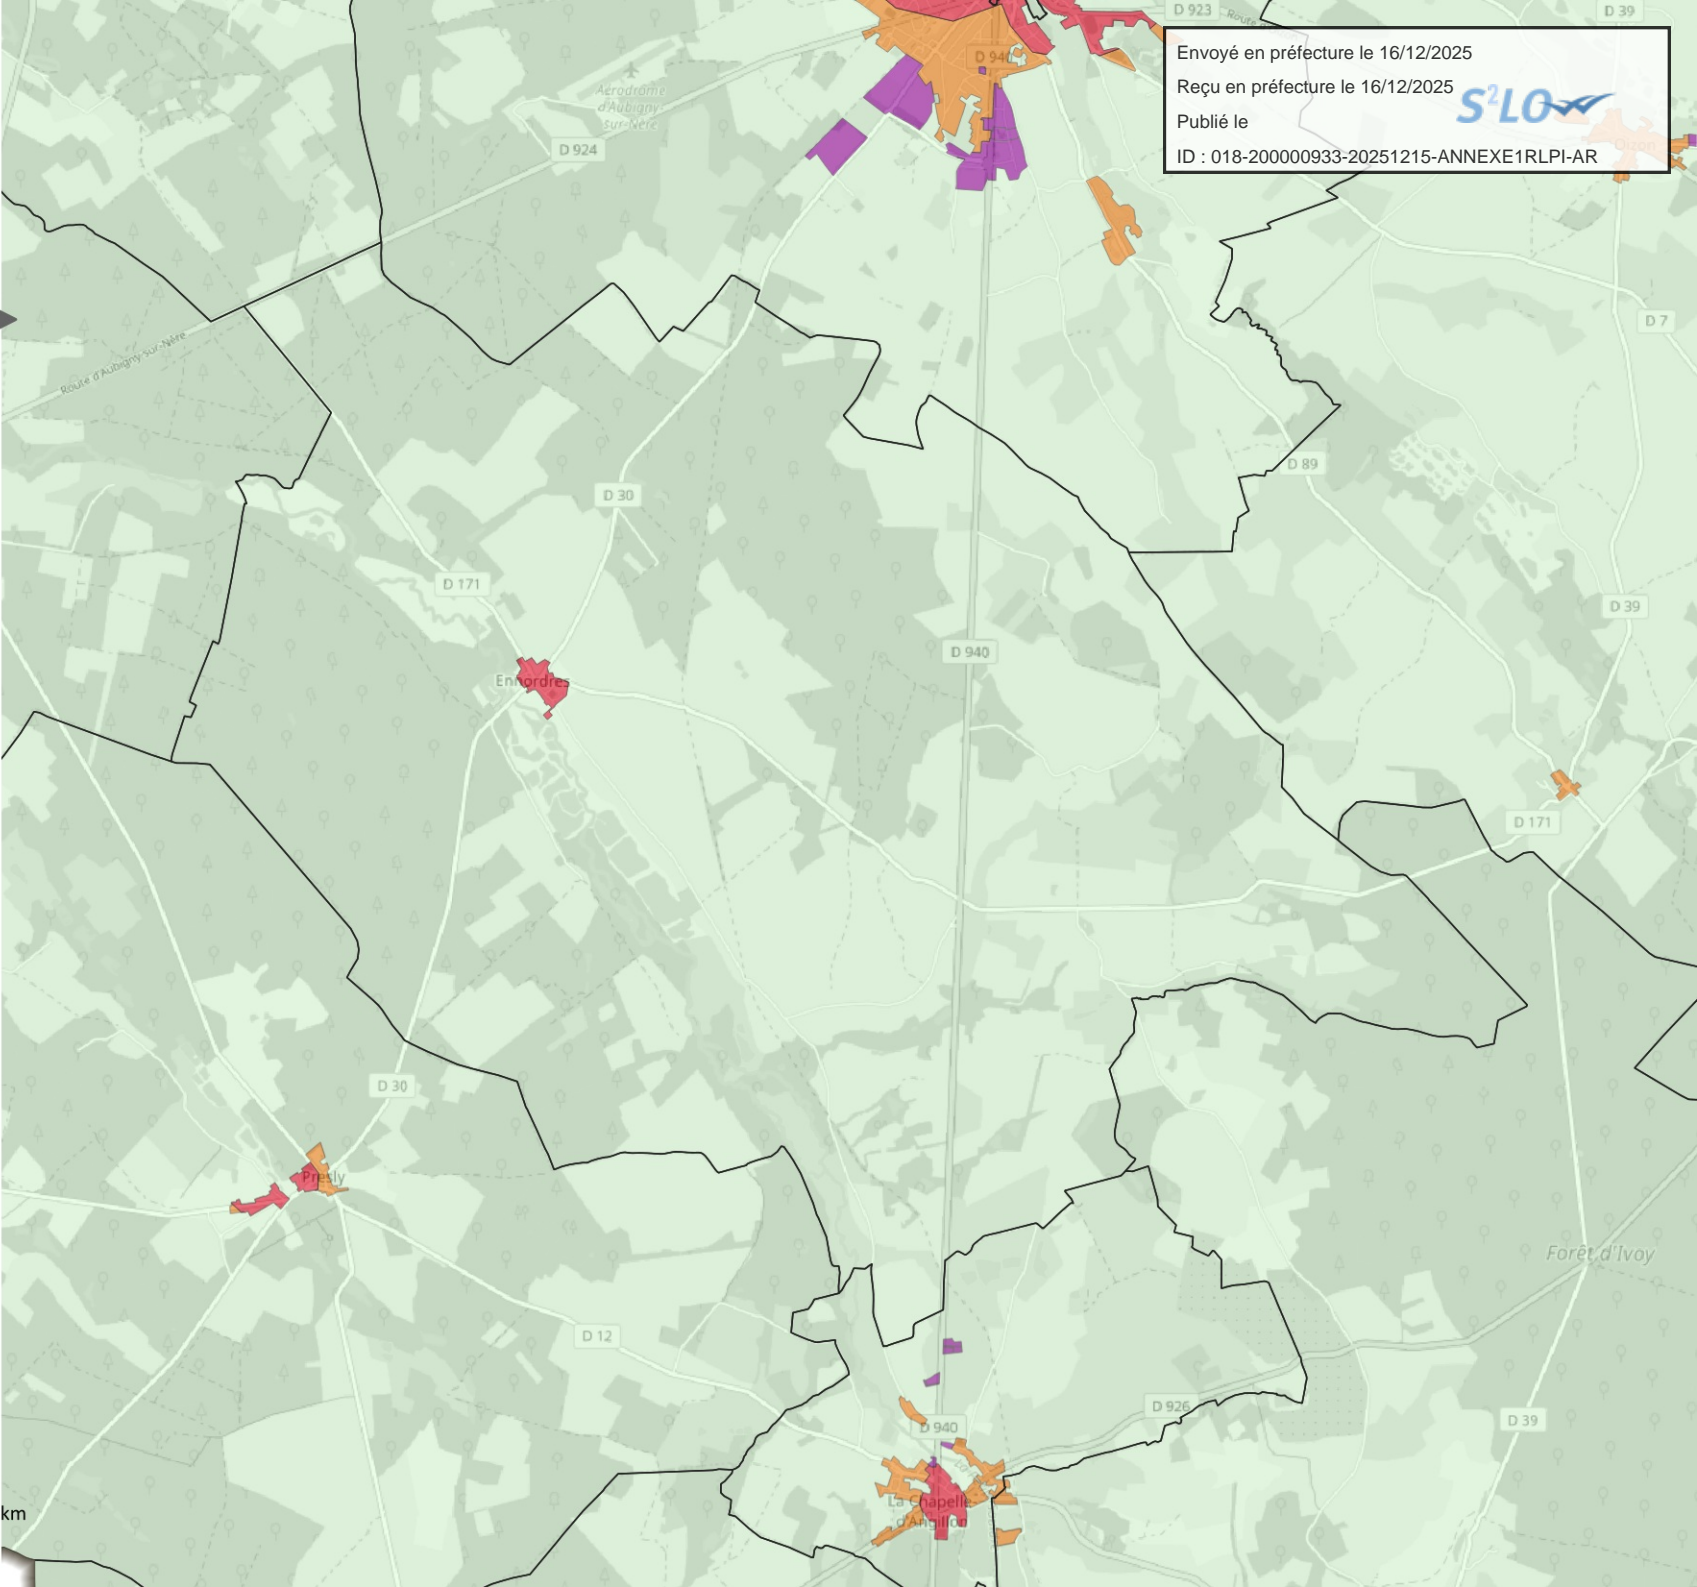 D 923
Route
D 39
D 940
Envoyé en préfecture le 16/12/2025
Reçu en préfecture le 16/12/2025
S²LO
Publié le
ID : 018-200000933-20251215-ANNEXE1RLPI-AR
Aérodrome
d'Aubigny-
sur-Nère
D 924
Oizon
D 7
Route d'Aubigny-sur-Nère
D 89
D 30
D 171
D 39
D 940
Ennordres
D 171
D 30
Presly
Forêt d'Ivoy
D 12
D 926
D 940
D 39
La Chapelle-
d'Angillon
km